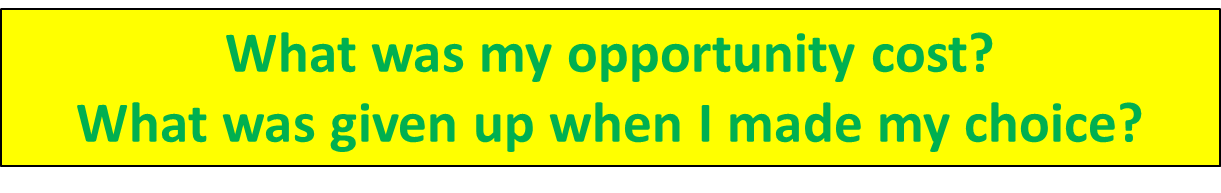 What was my opportunity cost?
What was given up when I made my choice?